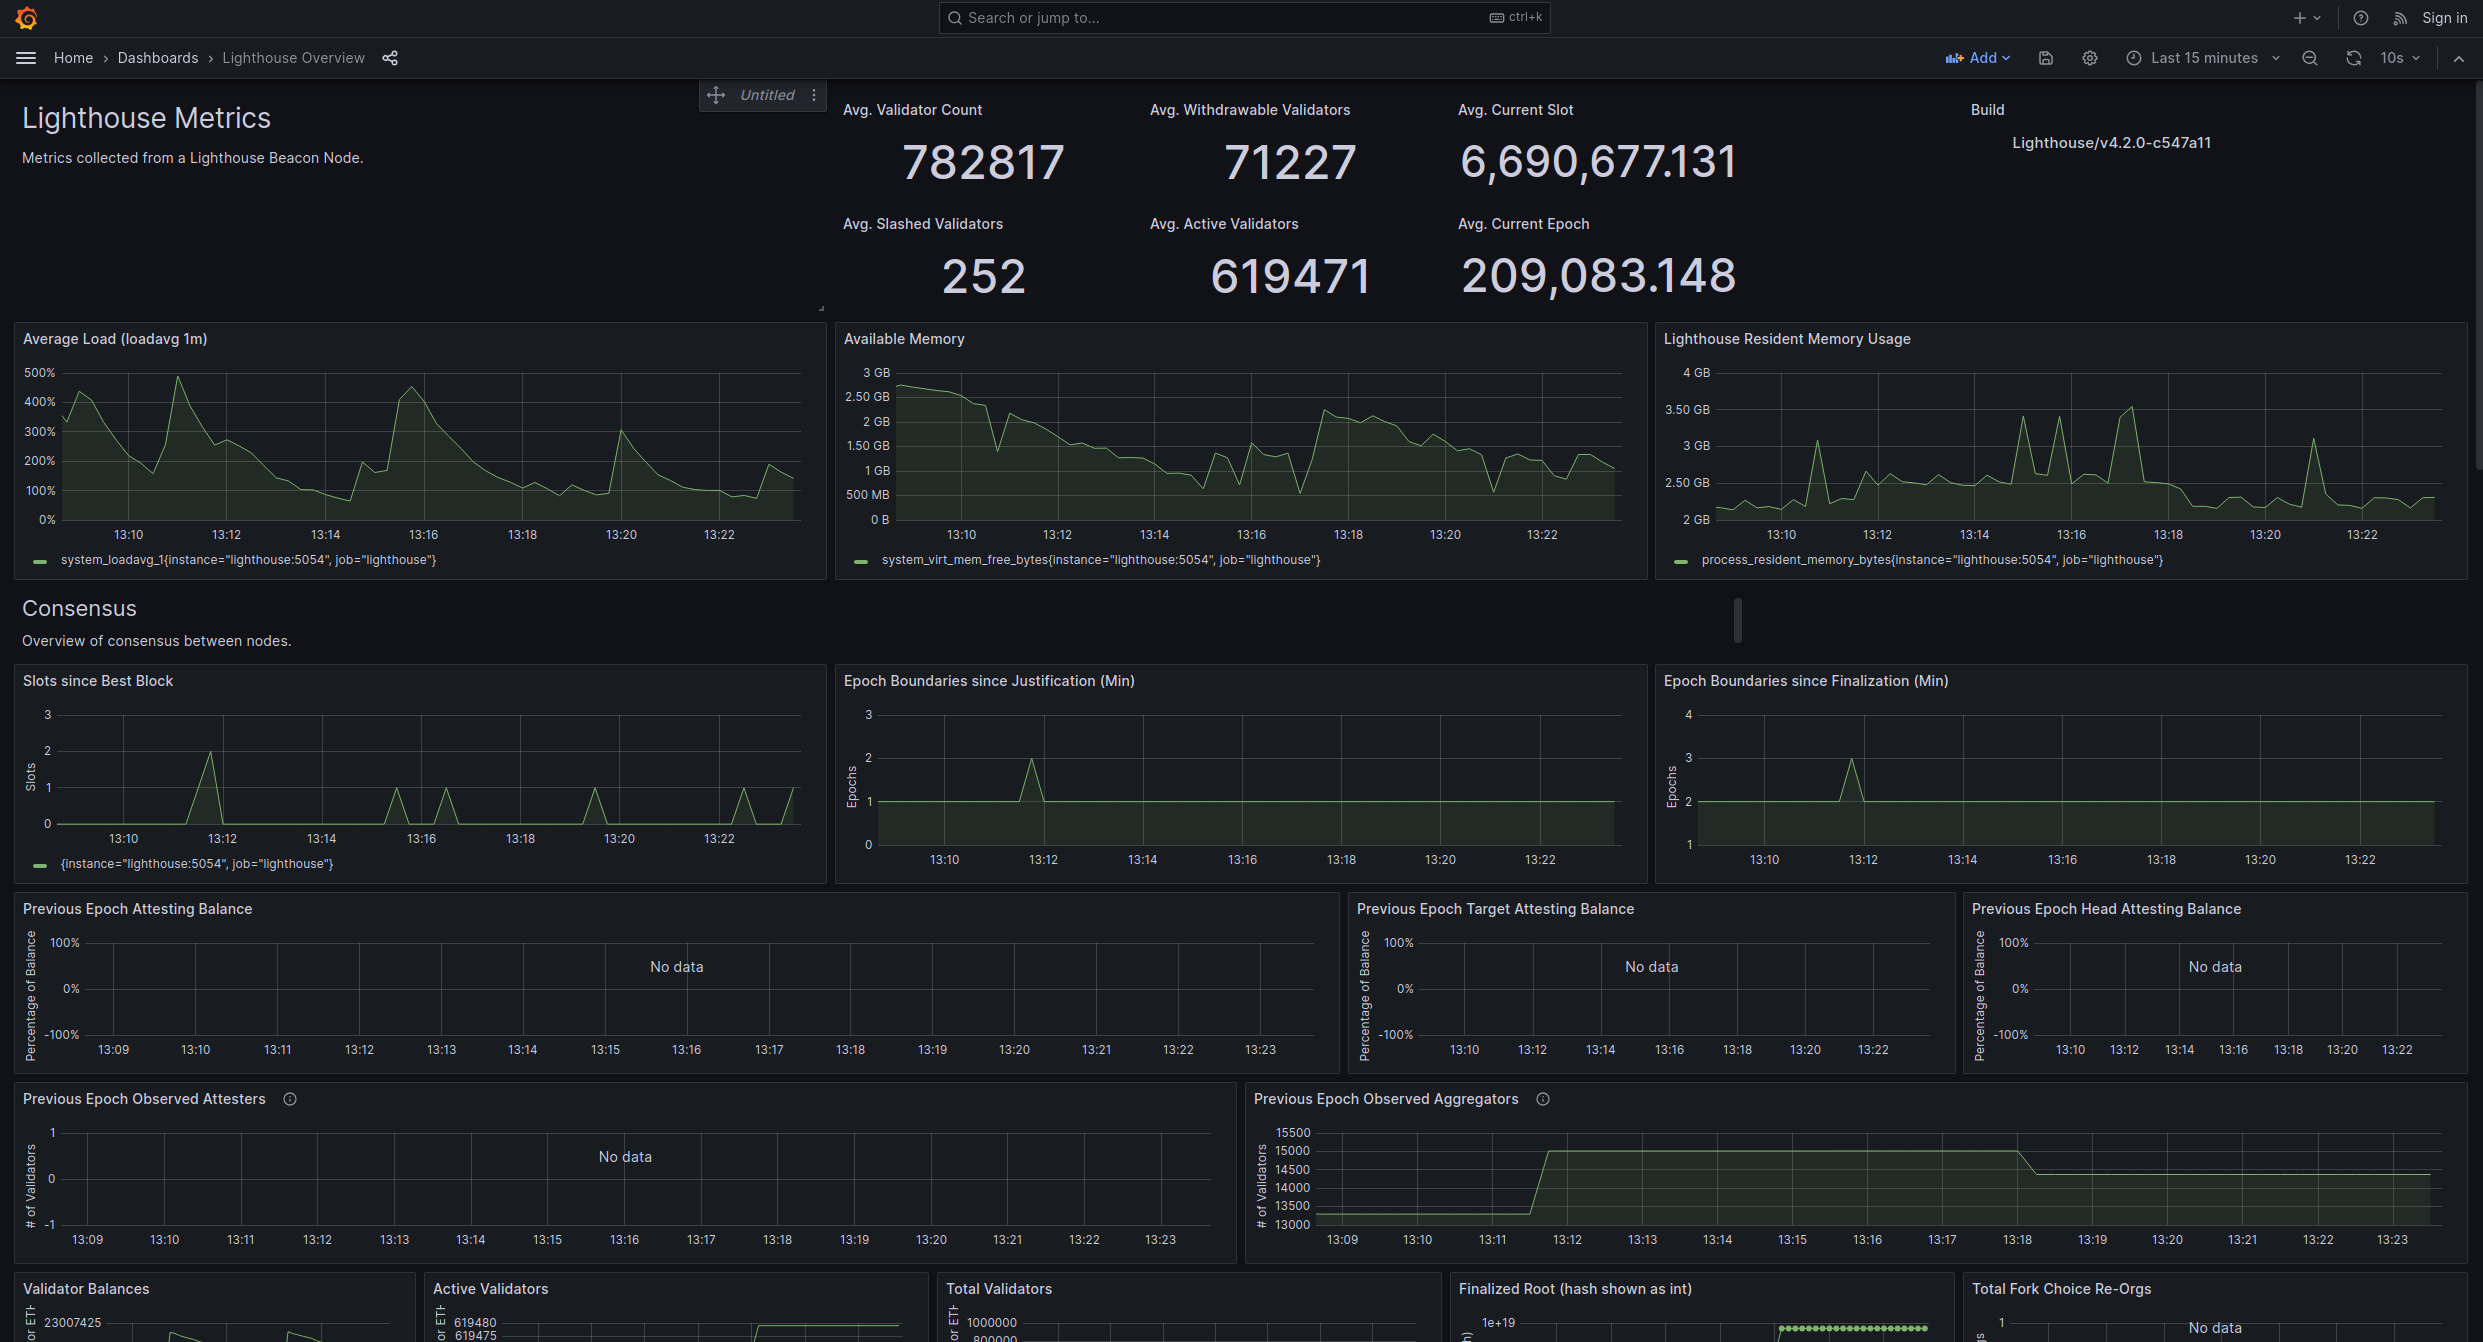 Search or jump to...
ctrl+k
Sign in
Home › Dashboards › Lighthouse Overview
Add
Last 15 minutes
10s
Untitled
Lighthouse Metrics
Metrics collected from a Lighthouse Beacon Node.
Avg. Validator Count
782817
Avg. Withdrawable Validators
71227
Avg. Current Slot
6,690,677.131
Build
Lighthouse/v4.2.0-c547a11
Avg. Slashed Validators
252
Avg. Active Validators
619471
Avg. Current Epoch
209,083.148
Average Load (loadavg 1m)
500%
400%
300%
200%
100%
0%
13:10 13:12 13:14 13:16 13:18 13:20 13:22
system_loadavg_1{instance="lighthouse:5054", job="lighthouse"}
Available Memory
3 GB
2.50 GB
2 GB
1.50 GB
1 GB
500 MB
0 B
13:10 13:12 13:14 13:16 13:18 13:20 13:22
system_virt_mem_free_bytes{instance="lighthouse:5054", job="lighthouse"}
Lighthouse Resident Memory Usage
4 GB
3.50 GB
3 GB
2.50 GB
2 GB
13:10 13:12 13:14 13:16 13:18 13:20 13:22
process_resident_memory_bytes{instance="lighthouse:5054", job="lighthouse"}
Consensus
Overview of consensus between nodes.
Slots since Best Block
Slots
3
2
1
0
13:10 13:12 13:14 13:16 13:18 13:20 13:22
{instance="lighthouse:5054", job="lighthouse"}
Epoch Boundaries since Justification (Min)
Epochs
3
2
1
0
13:10 13:12 13:14 13:16 13:18 13:20 13:22
Epoch Boundaries since Finalization (Min)
Epochs
4
3
2
1
13:10 13:12 13:14 13:16 13:18 13:20 13:22
Previous Epoch Attesting Balance
Percentage of Balance
100%
0%
-100%
No data
13:09 13:10 13:11 13:12 13:13 13:14 13:15 13:16 13:17 13:18 13:19 13:20 13:21 13:22 13:23
Previous Epoch Target Attesting Balance
Percentage of Balance
100%
0%
-100%
No data
13:10 13:12 13:14 13:16 13:18 13:20 13:22
Previous Epoch Head Attesting Balance
Percentage of Balance
100%
0%
-100%
No data
13:10 13:12 13:14 13:16 13:18 13:20 13:22
Previous Epoch Observed Attesters
# of Validators
1
0
-1
No data
13:09 13:10 13:11 13:12 13:13 13:14 13:15 13:16 13:17 13:18 13:19 13:20 13:21 13:22 13:23
Previous Epoch Observed Aggregators
# of Validators
15500
15000
14500
14000
13500
13000
13:09 13:10 13:11 13:12 13:13 13:14 13:15 13:16 13:17 13:18 13:19 13:20 13:21 13:22 13:23
Validator Balances
23007425
Active Validators
619480
619475
Total Validators
1000000
800000
Finalized Root (hash shown as int)
1e+19
Total Fork Choice Re-Orgs
1
No data